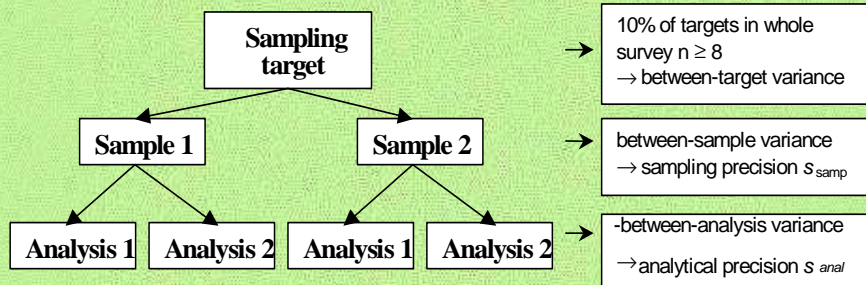 Sampling
target
10% of targets in whole
survey n ≥ 8
→ between-target variance
Sample 1
Sample 2
between-sample variance
→ sampling precision s samp
Analysis 1
Analysis 2
Analysis 1
Analysis 2
-between-analysis variance
→analytical precision s anal